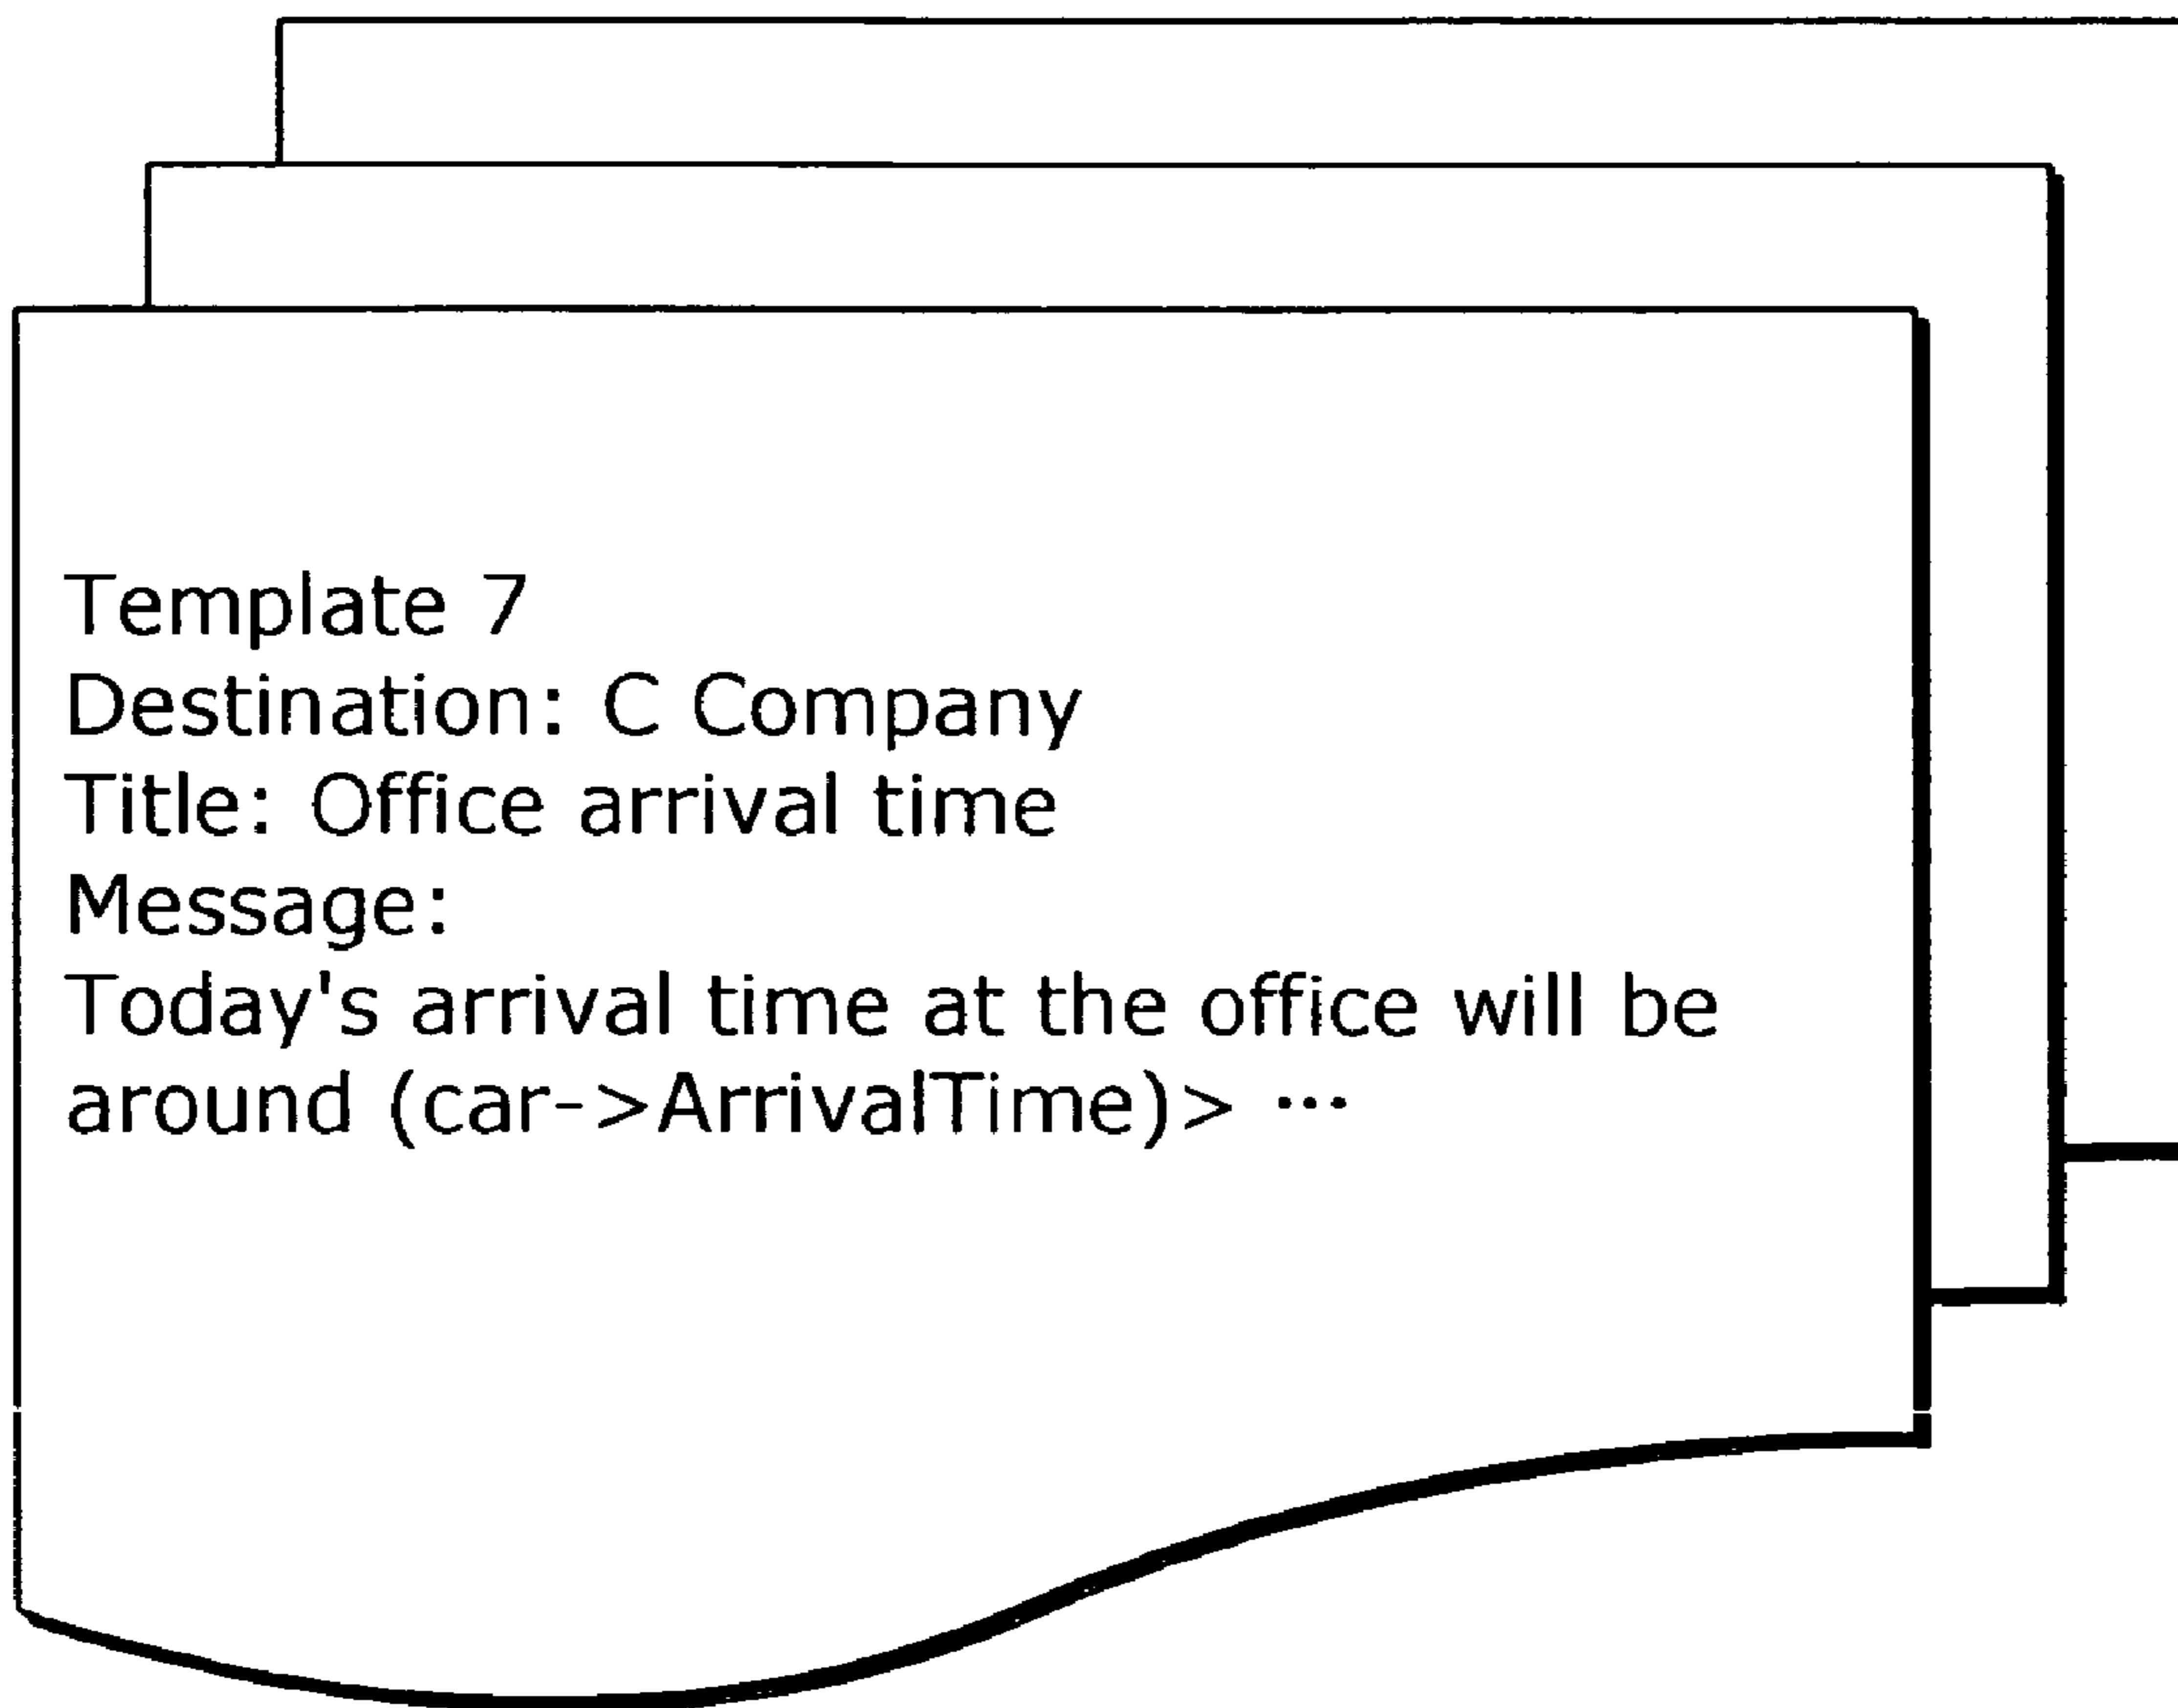 Template 7
Destination: C Company
Title: Office arrival time
Message:
Today's arrival time at the office will be
around (car->ArrivalTime)> ···